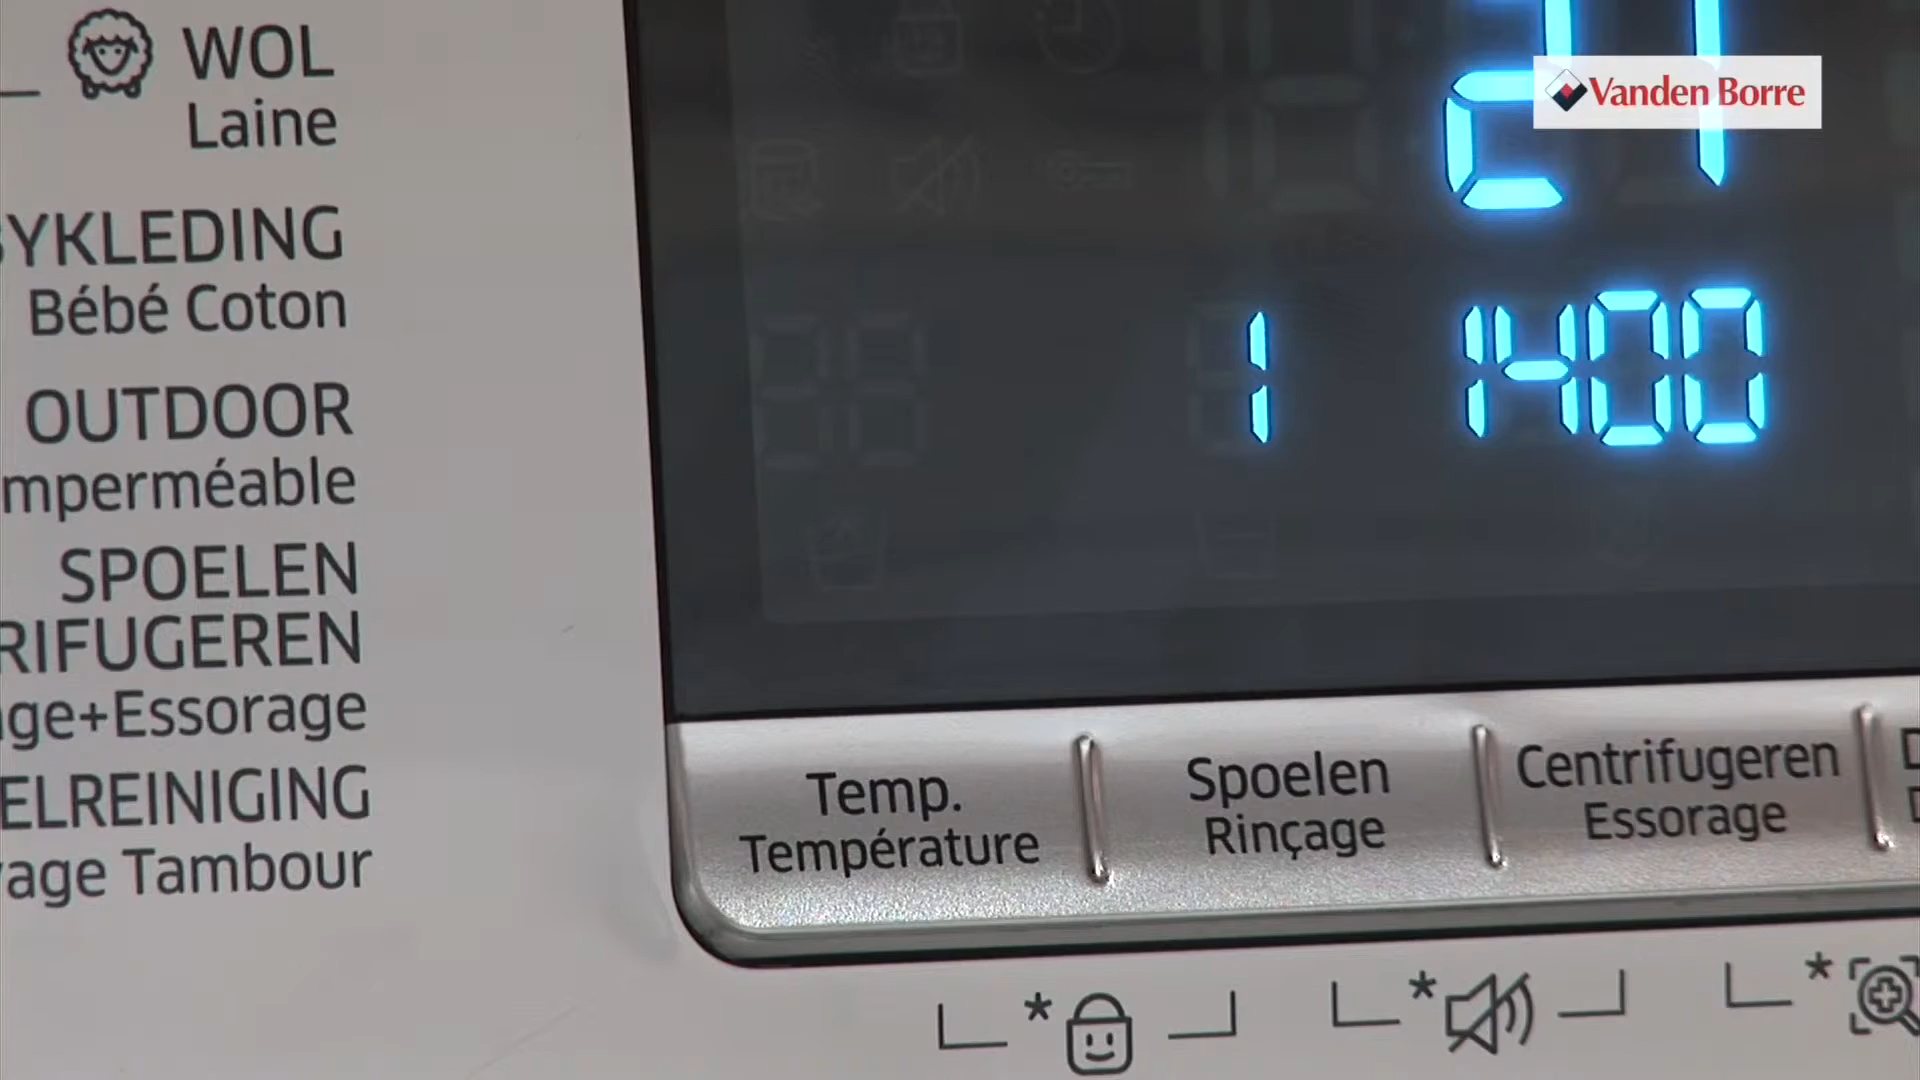 WOL
Laine
YKLEDING
Bébé Coton
OUTDOOR
mperméable
SPOELEN
RIFUGEREN
ge+Essorage
ELREINIGING
age Tambour
21
Vanden Borre
1 1400
Temp.
Température
Spoelen
Rinçage
Centrifugeren
Essorage
* * *